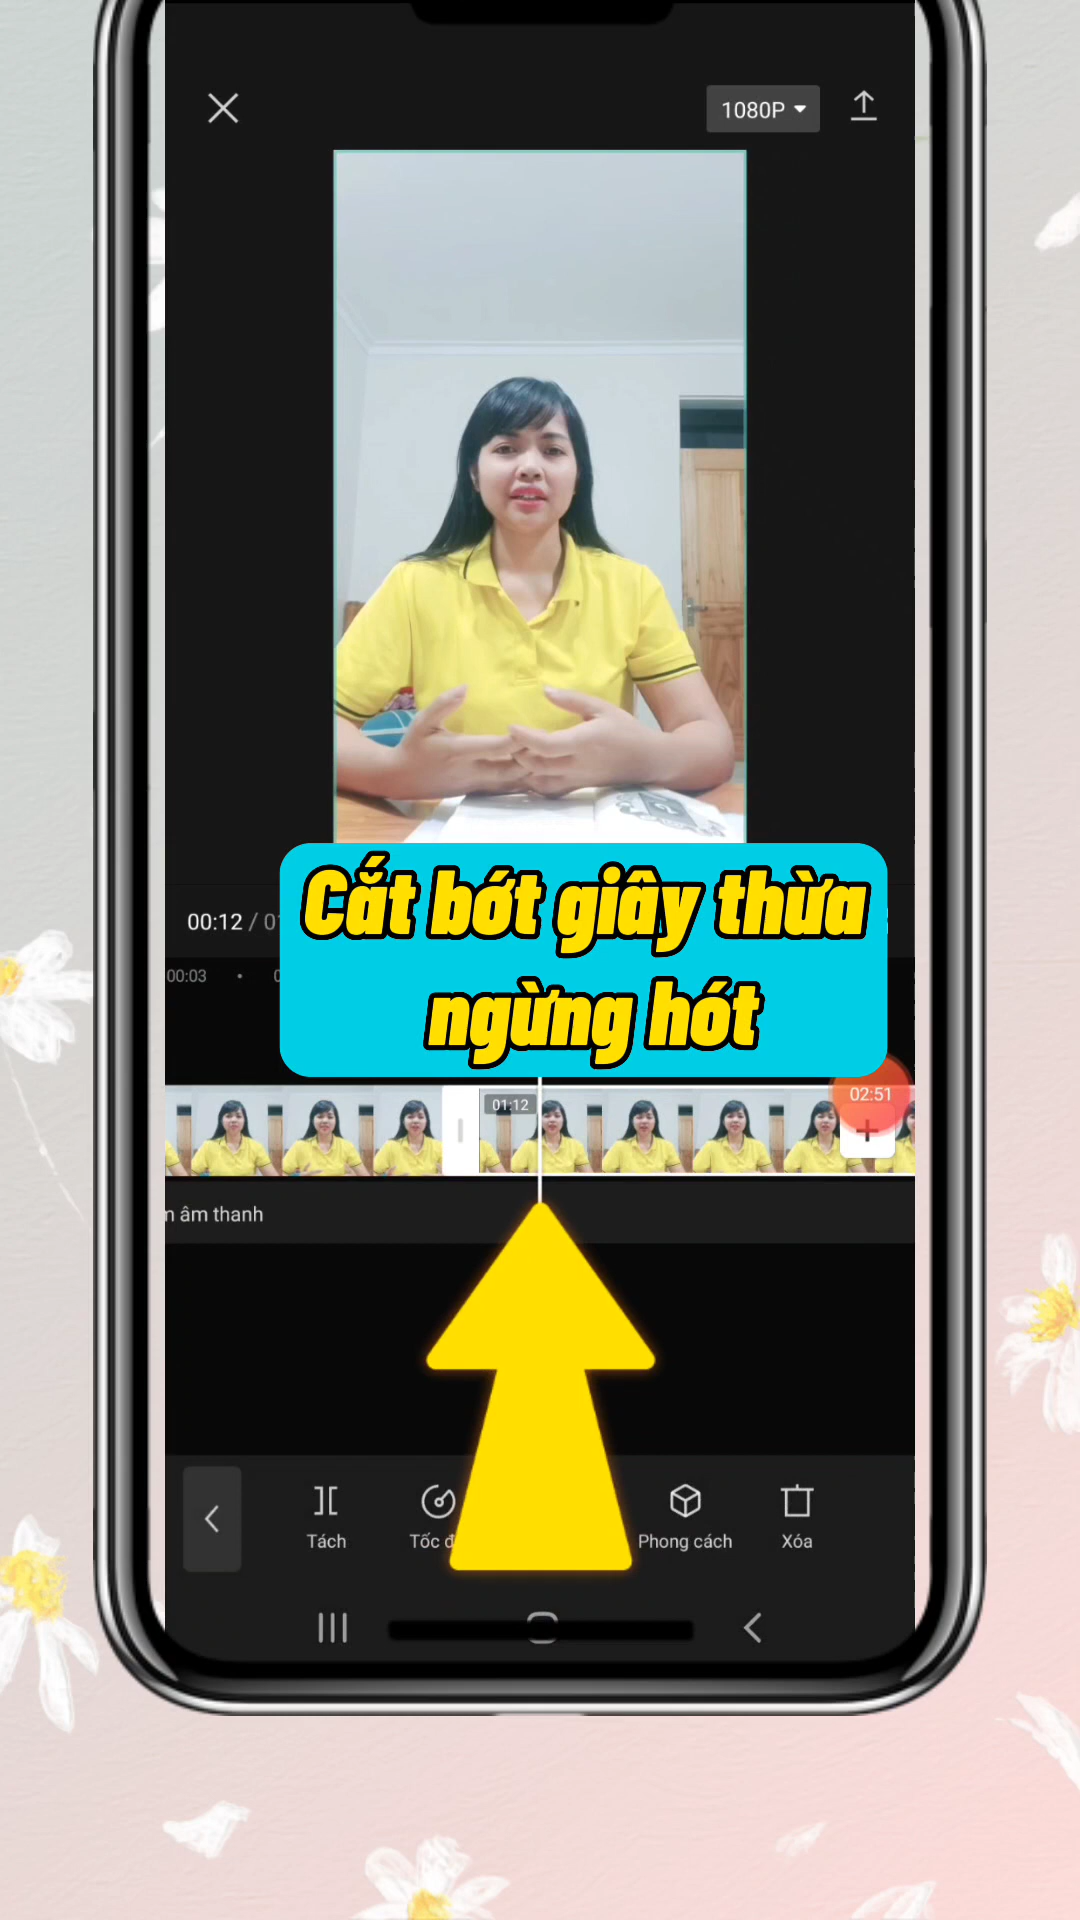 1080P
Cắt bớt giây thừa
ngừng hót
00:12 /
00:03
02:51
01:12
âm thanh
Tách
Tốc
Phong cách
Xóa